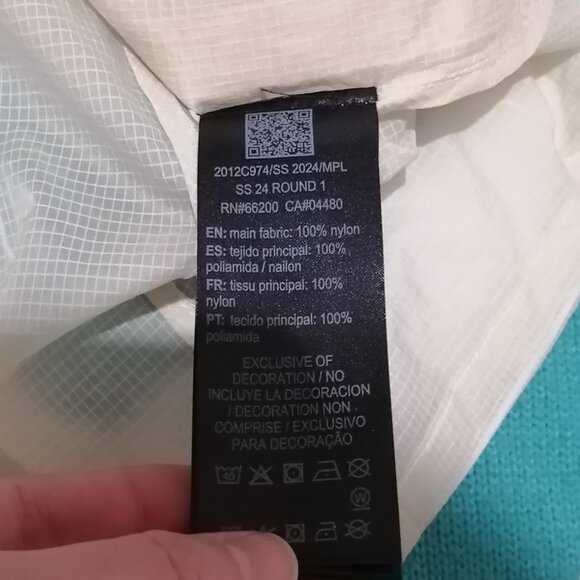 2012C974/SS 2024/MPL
SS 24 ROUND 1
RN#66200 CA#04480
EN: main fabric: 100% nylon
ES: tejido principal: 100%
poliamida / nailon
FR: tissu principal: 100%
nylon
PT: tecido principal: 100%
poliamida
EXCLUSIVE OF
DECORATION / NO
INCLUYE LA DECORACION
/ DECORATION NON
COMPRISE / EXCLUSIVO
PARA DECORAÇÃO
40
W